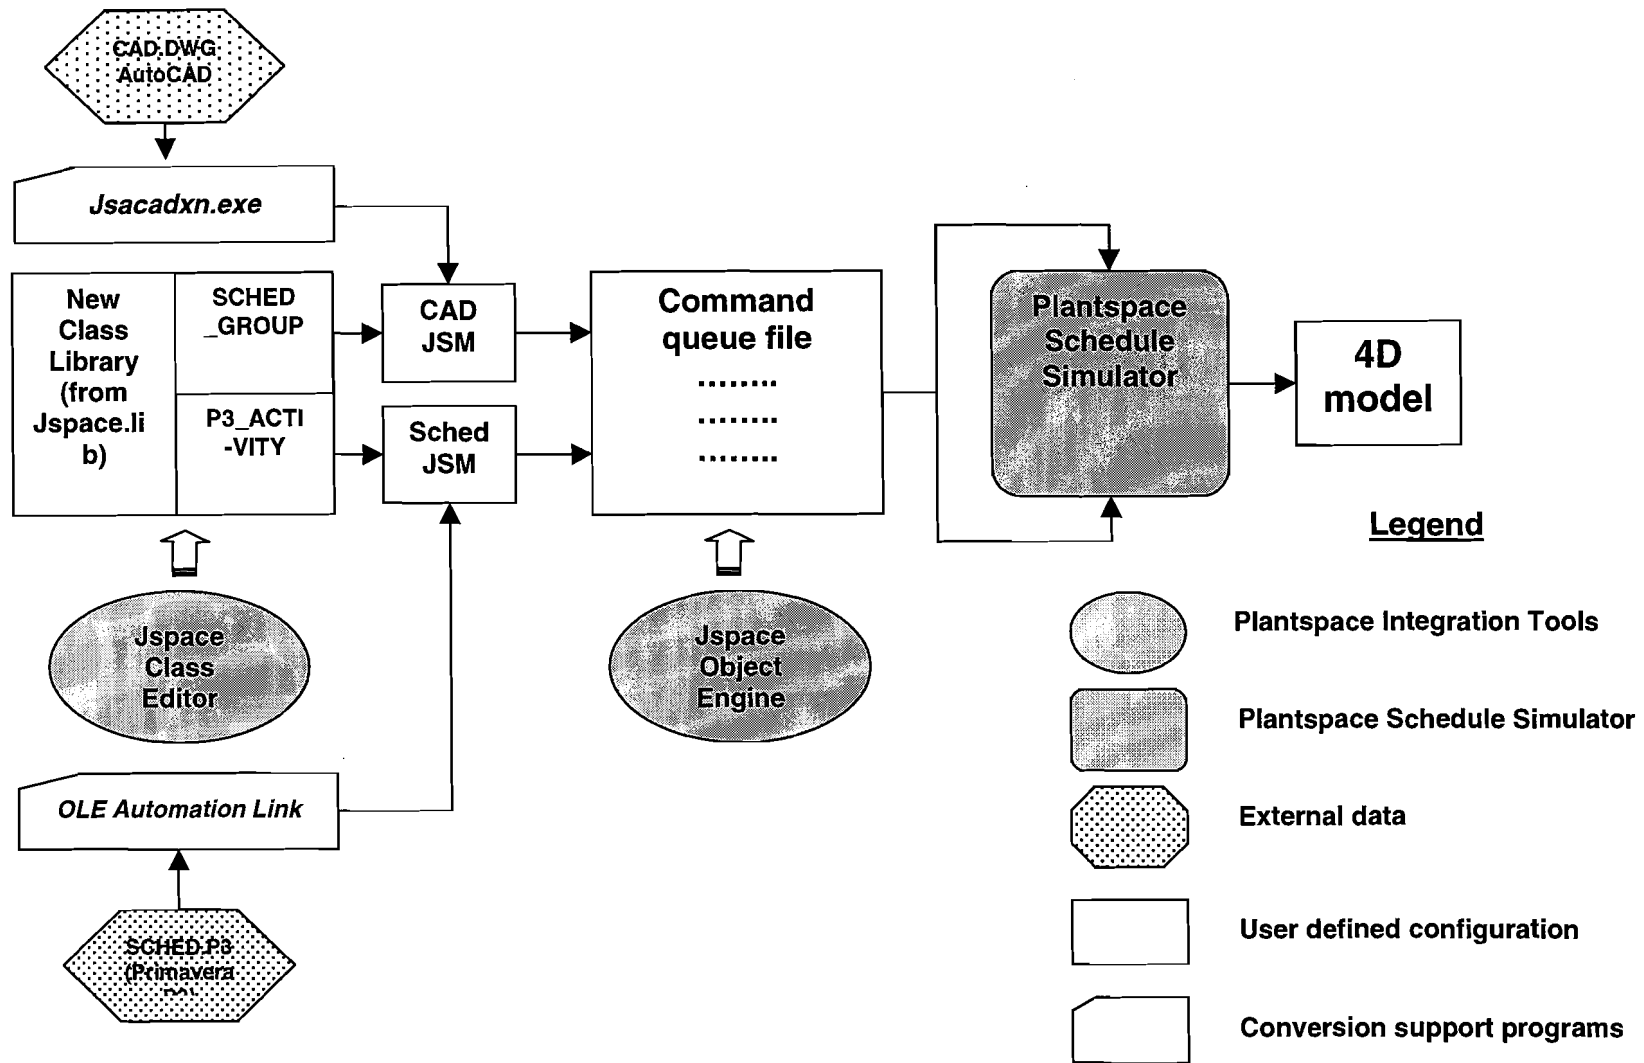 CAD.DWG
AutoCAD
Jsacadxn.exe
New
Class
Library
(from
Jspace.li
b)
SCHED
_GROUP
P3_ACTI
-VITY
CAD
JSM
Sched
JSM
Command
queue file
........
........
........
Plantspace
Schedule
Simulator
4D
model
Jspace
Class
Editor
Jspace
Object
Engine
OLE Automation Link
SCHED.P3
(Primavera
Legend
Plantspace Integration Tools
Plantspace Schedule Simulator
External data
User defined configuration
Conversion support programs